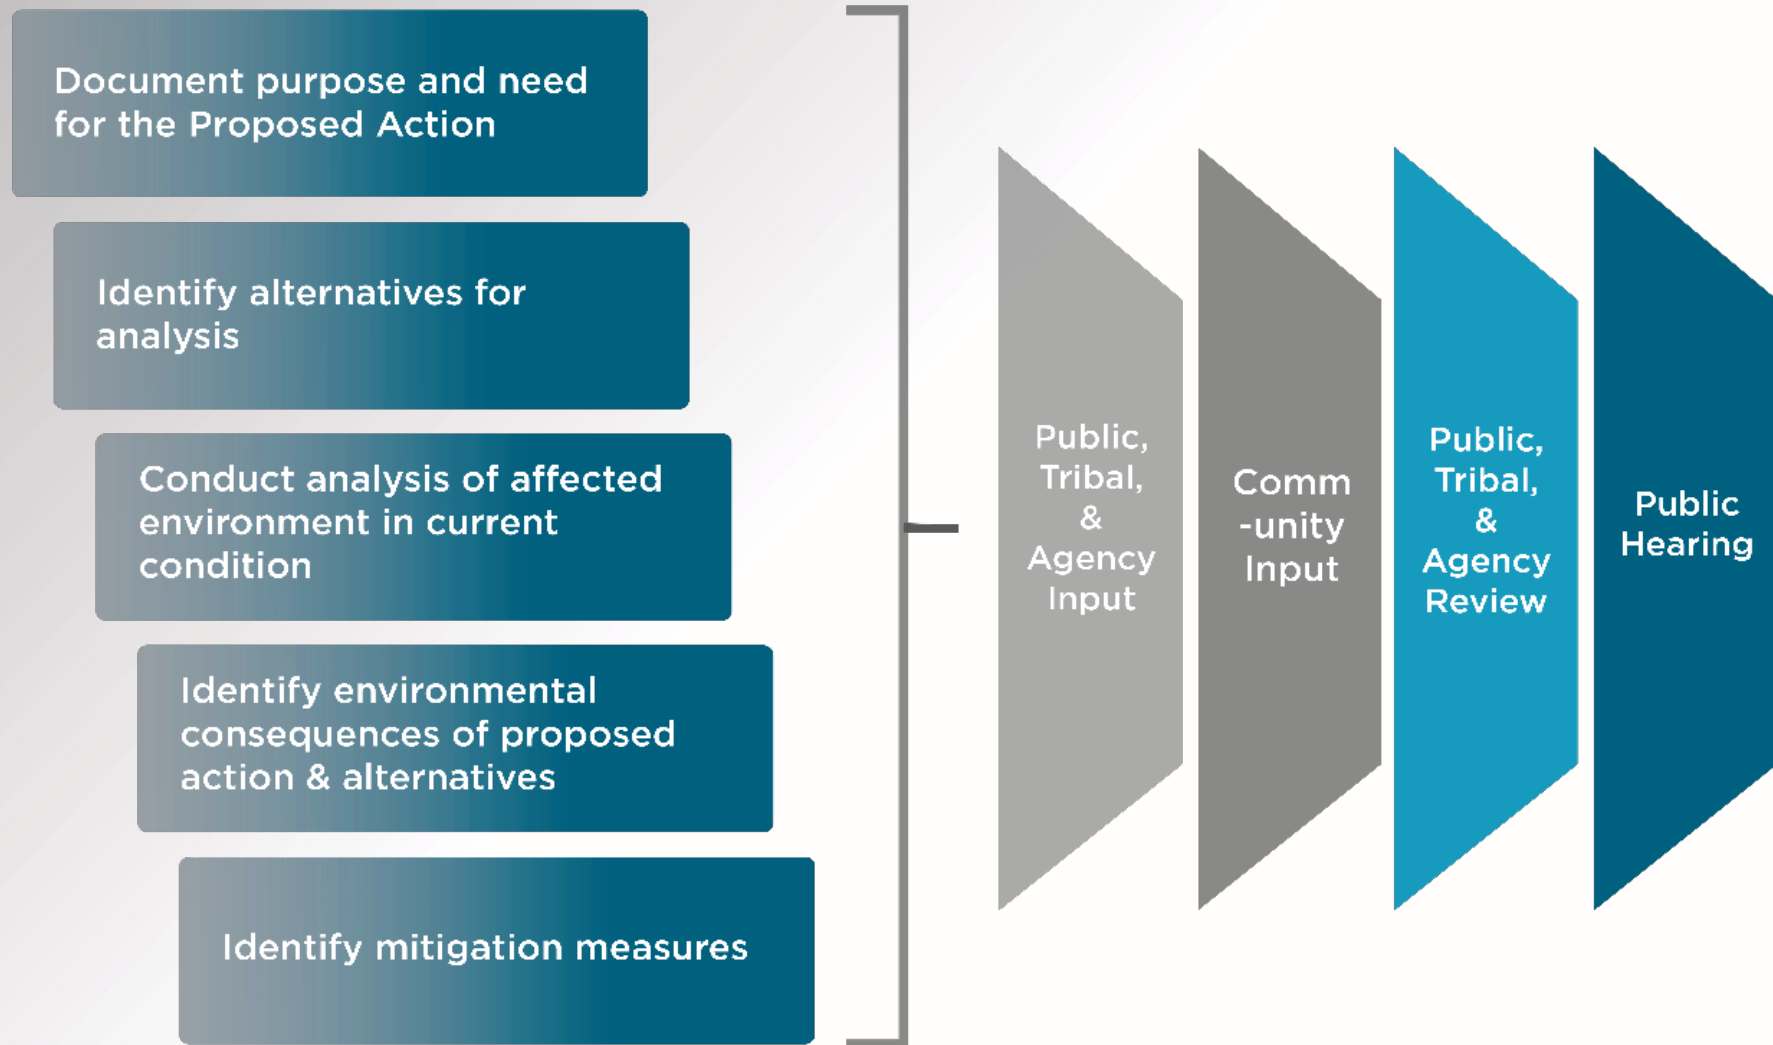 Document purpose and need
for the Proposed Action
Identify alternatives for
analysis
Conduct analysis of affected
environment in current
condition
Identify environmental
consequences of proposed
action & alternatives
Identify mitigation measures
Public,
Tribal,
&
Agency
Input
Comm
-unity
Input
Public,
Tribal,
&
Agency
Review
Public
Hearing